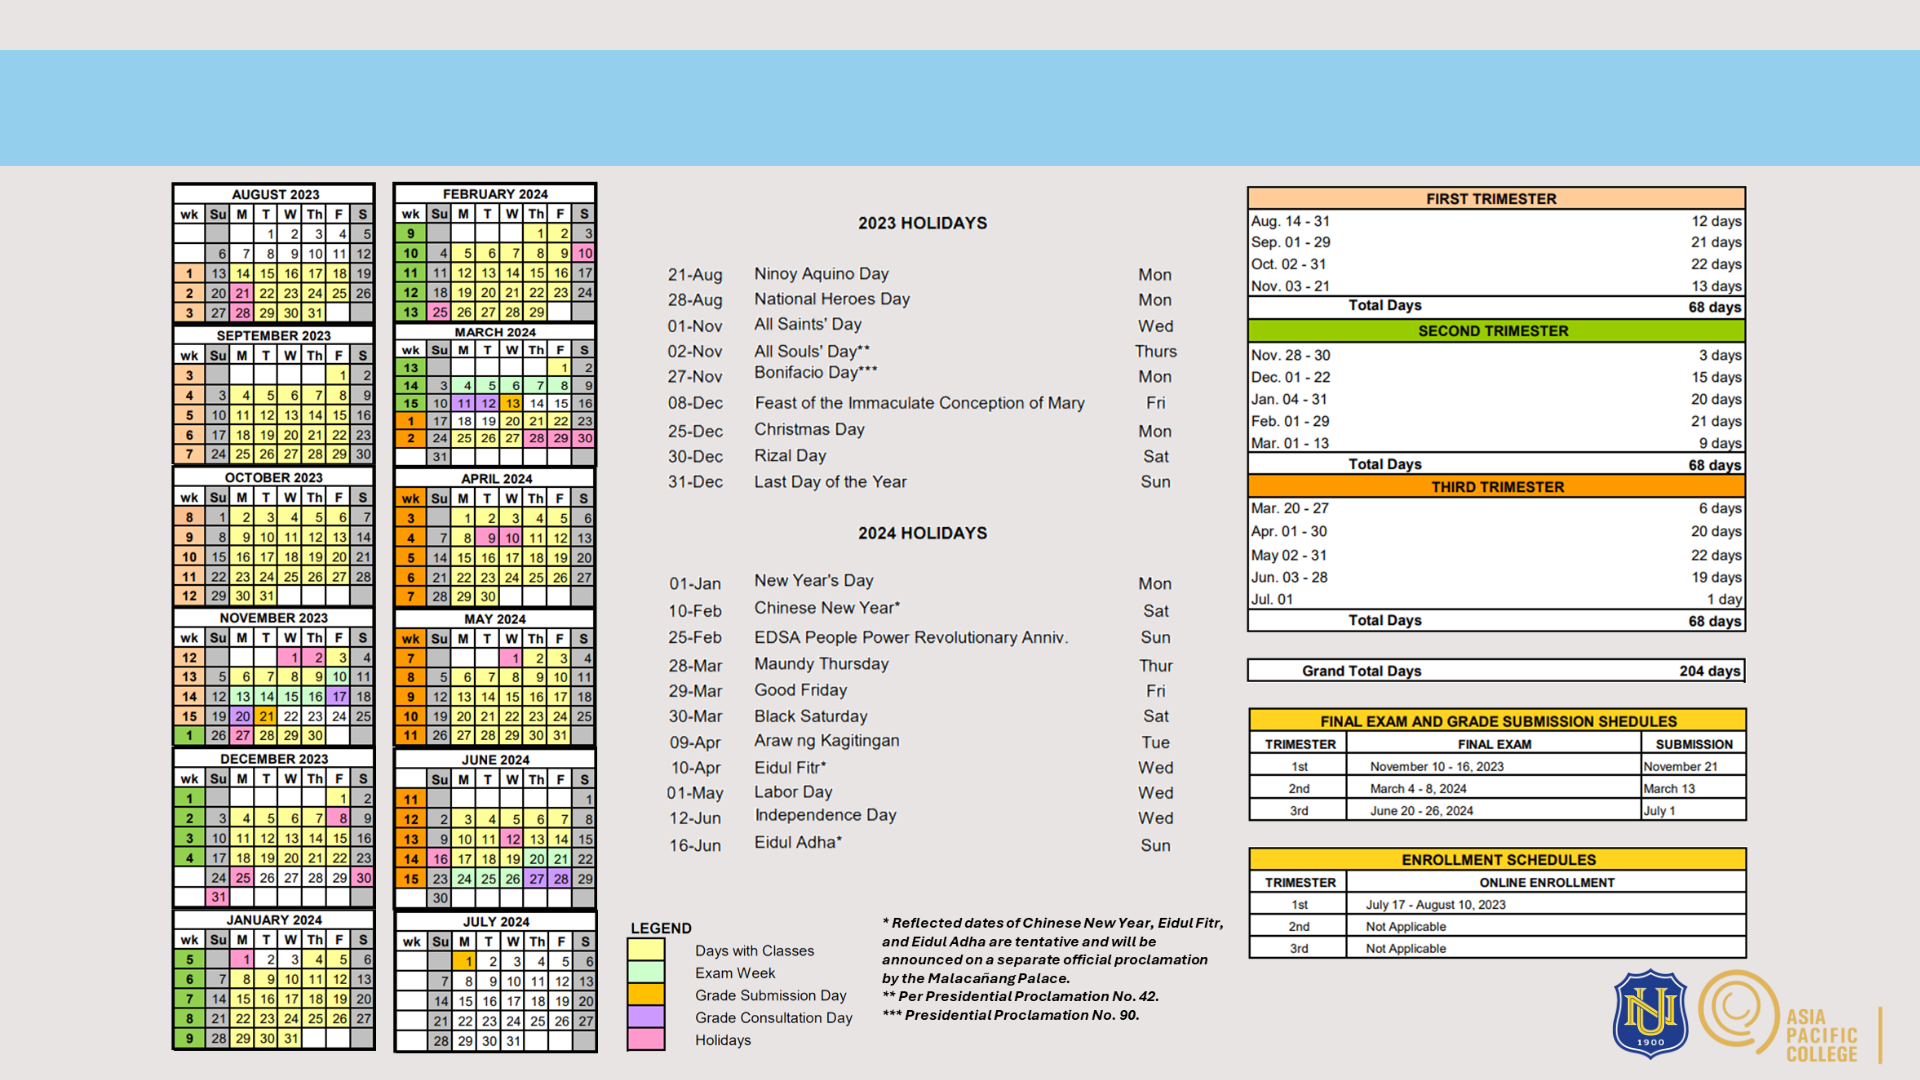 AUGUST 2023
wk Su M T W Th F S
1 2 3 4 5
6 7 8 9 10 11 12
1 13 14 15 16 17 18 19
2 20 21 22 23 24 25 26
3 27 28 29 30 31
SEPTEMBER 2023
wk Su M T W Th F S
3 1 2
4 3 4 5 6 7 8 9
5 10 11 12 13 14 15 16
6 17 18 19 20 21 22 23
7 24 25 26 27 28 29 30
OCTOBER 2023
wk Su M T W Th F S
8 1 2 3 4 5 6 7
9 8 9 10 11 12 13 14
10 15 16 17 18 19 20 21
11 22 23 24 25 26 27 28
12 29 30 31
NOVEMBER 2023
wk Su M T W Th F S
12 1 2 3 4
13 5 6 7 8 9 10 11
14 12 13 14 15 16 17 18
15 19 20 21 22 23 24 25
1 26 27 28 29 30
DECEMBER 2023
wk Su M T W Th F S
1 1 2
2 3 4 5 6 7 8 9
3 10 11 12 13 14 15 16
4 17 18 19 20 21 22 23
24 25 26 27 28 29 30
31
JANUARY 2024
wk Su M T W Th F S
5 1 2 3 4 5 6
6 7 8 9 10 11 12 13
7 14 15 16 17 18 19 20
8 21 22 23 24 25 26 27
9 28 29 30 31
FEBRUARY 2024
wk Su M T W Th F S
9 1 2 3
10 4 5 6 7 8 9 10
11 11 12 13 14 15 16 17
12 18 19 20 21 22 23 24
13 25 26 27 28 29
MARCH 2024
wk Su M T W Th F S
13 1 2
14 3 4 5 6 7 8 9
15 10 11 12 13 14 15 16
1 17 18 19 20 21 22 23
2 24 25 26 27 28 29 30
31
APRIL 2024
wk Su M T W Th F S
3 1 2 3 4 5 6
4 7 8 9 10 11 12 13
5 14 15 16 17 18 19 20
6 21 22 23 24 25 26 27
7 28 29 30
MAY 2024
wk Su M T W Th F S
7 1 2 3 4
8 5 6 7 8 9 10 11
9 12 13 14 15 16 17 18
10 19 20 21 22 23 24 25
11 26 27 28 29 30 31
JUNE 2024
Su M T W Th F S
11 1
12 2 3 4 5 6 7 8
13 9 10 11 12 13 14 15
14 16 17 18 19 20 21 22
15 23 24 25 26 27 28 29
30
JULY 2024
wk Su M T W Th F S
1 2 3 4 5 6
7 8 9 10 11 12 13
14 15 16 17 18 19 20
21 22 23 24 25 26 27
28 29 30 31
2023 HOLIDAYS
21-Aug Ninoy Aquino Day Mon
28-Aug National Heroes Day Mon
01-Nov All Saints' Day Wed
02-Nov All Souls' Day** Thurs
27-Nov Bonifacio Day*** Mon
08-Dec Feast of the Immaculate Conception of Mary Fri
25-Dec Christmas Day Mon
30-Dec Rizal Day Sat
31-Dec Last Day of the Year Sun
2024 HOLIDAYS
01-Jan New Year's Day Mon
10-Feb Chinese New Year* Sat
25-Feb EDSA People Power Revolutionary Anniv. Sun
28-Mar Maundy Thursday Thur
29-Mar Good Friday Fri
30-Mar Black Saturday Sat
09-Apr Araw ng Kagitingan Tue
10-Apr Eidul Fitr* Wed
01-May Labor Day Wed
12-Jun Independence Day Wed
16-Jun Eidul Adha* Sun
LEGEND
Days with Classes
Exam Week
Grade Submission Day
Grade Consultation Day
Holidays
* Reflected dates of Chinese New Year, Eidul Fitr,
and Eidul Adha are tentative and will be
announced on a separate official proclamation
by the Malacañang Palace.
** Per Presidential Proclamation No. 42.
*** Presidential Proclamation No. 90.
FIRST TRIMESTER
Aug. 14 - 31 12 days
Sep. 01 - 29 21 days
Oct. 02 - 31 22 days
Nov. 03 - 21 13 days
Total Days 68 days
SECOND TRIMESTER
Nov. 28 - 30 3 days
Dec. 01 - 22 15 days
Jan. 04 - 31 20 days
Feb. 01 - 29 21 days
Mar. 01 - 13 9 days
Total Days 68 days
THIRD TRIMESTER
Mar. 20 - 27 6 days
Apr. 01 - 30 20 days
May 02 - 31 22 days
Jun. 03 - 28 19 days
Jul. 01 1 day
Total Days 68 days
Grand Total Days 204 days
FINAL EXAM AND GRADE SUBMISSION SHEDULES
TRIMESTER FINAL EXAM SUBMISSION
1st November 10 - 16, 2023 November 21
2nd March 4 - 8, 2024 March 13
3rd June 20 - 26, 2024 July 1
ENROLLMENT SCHEDULES
TRIMESTER ONLINE ENROLLMENT
1st July 17 - August 10, 2023
2nd Not Applicable
3rd Not Applicable
NU
1900
ASIA
PACIFIC
COLLEGE